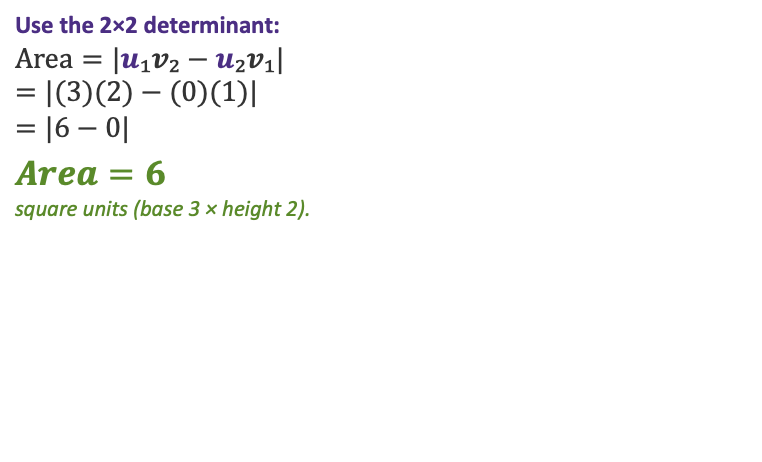 Use the 2×2 determinant:
Area = |u₁v₂ − u₂v₁|
= |(3)(2) − (0)(1)|
= |6 − 0|
Area = 6
square units (base 3 × height 2).